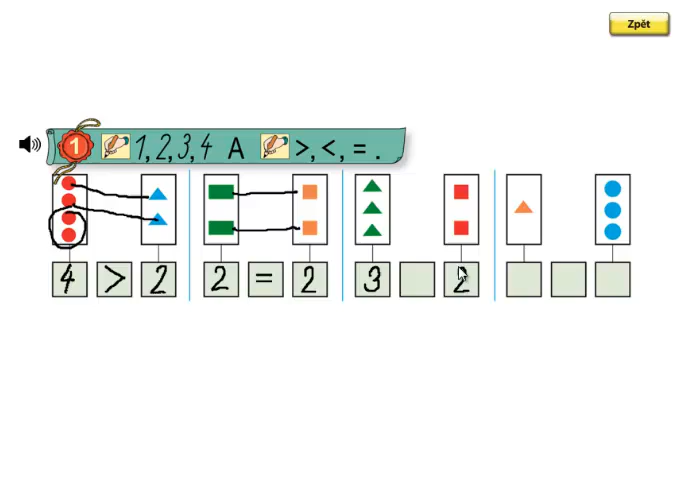 Zpět
1 1, 2, 3, 4 A >, <, = .
4 > 2 2 = 2 3 2